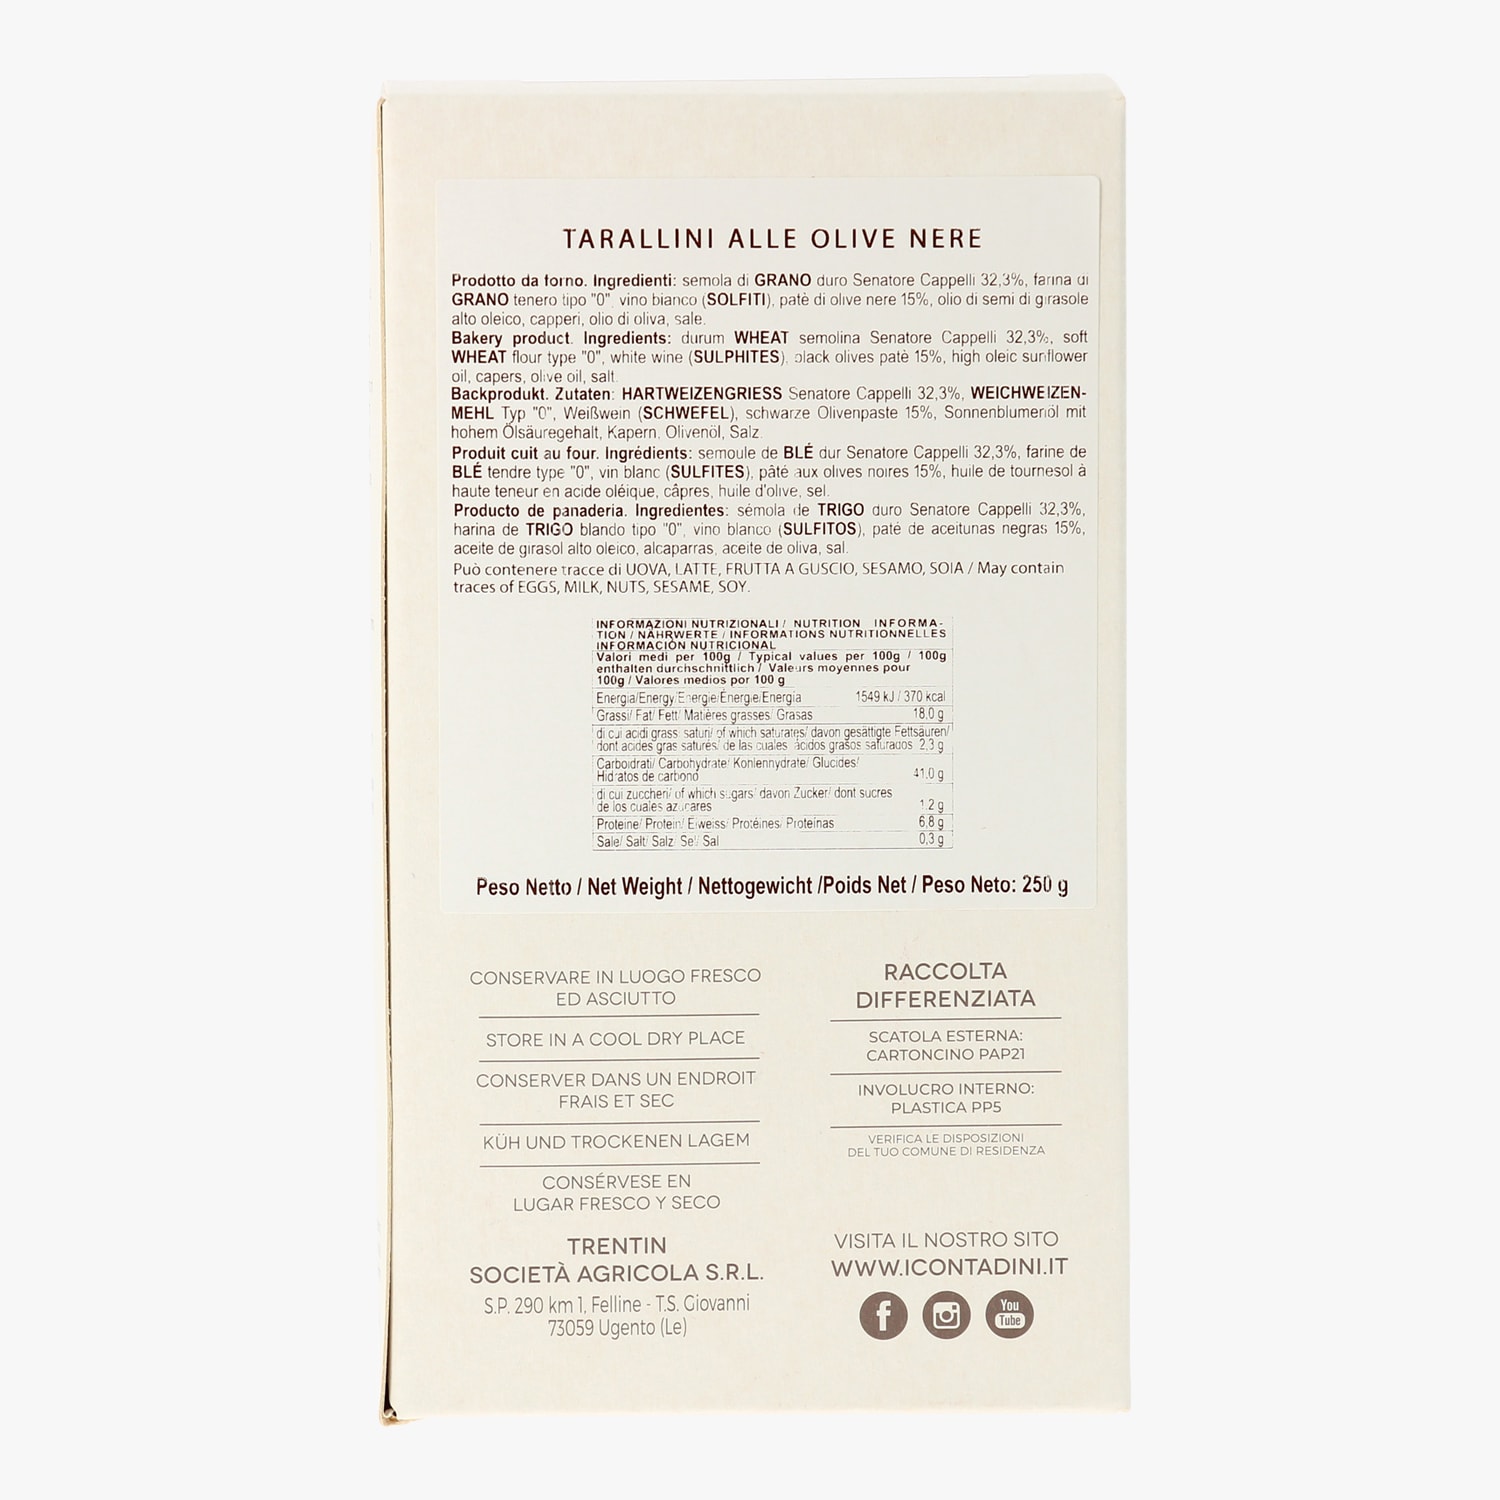 TARALLINI ALLE OLIVE NERE
Prodotto da forno. Ingredienti: semola di GRANO duro Senatore Cappelli 32,3%, farina di
GRANO tenero tipo "0", vino bianco (SOLFITI), patè di olive nere 15%, olio di semi di girasole
alto oleico, capperi, olio di oliva, sale.
Bakery product. Ingredients: durum WHEAT semolina Senatore Cappelli 32,3%, soft
WHEAT flour type "0", white wine (SULPHITES), black olives patè 15%, high oleic sunflower
oil, capers, olive oil, salt.
Backprodukt. Zutaten: HARTWEIZENGRIESS Senatore Cappelli 32,3%, WEICHWEIZEN-
MEHL Typ "0", Weißwein (SCHWEFEL), schwarze Olivenpaste 15%, Sonnenblumenöl mit
hohem Ölsäuregehalt, Kapern, Olivenöl, Salz.
Produit cuit au four. Ingrédients: semoule de BLÉ dur Senatore Cappelli 32,3%, farine de
BLÉ tendre type "0", vin blanc (SULFITES), pâté aux olives noires 15%, huile de tournesol à
haute teneur en acide oléique, câpres, huile d'olive, sel.
Producto de panaderia. Ingredientes: sémola de TRIGO duro Senatore Cappelli 32,3%,
harina de TRIGO blando tipo "0", vino blanco (SULFITOS), paté de aceitunas negras 15%,
aceite de girasol alto oleico, alcaparras, aceite de oliva, sal.
Può contenere tracce di UOVA, LATTE, FRUTTA A GUSCIO, SESAMO, SOIA / May contain
traces of EGGS, MILK, NUTS, SESAME, SOY.
INFORMAZIONI NUTRIZIONALI / NUTRITION INFORMA-
TION / NÄHRWERTE / INFORMATIONS NUTRITIONNELLES
INFORMACIÓN NUTRICIONAL
Valori medi per 100g / Typical values per 100g / 100g
enthalten durchschnittlich / Valeurs moyennes pour
100g / Valores medios por 100 g
Energia/Energy/Energie/Énergie/Energía 1549 kJ / 370 kcal
Grassi/ Fat/ Fett/ Matières grasses/ Grasas 18,0 g
di cui acidi grassi saturi/ of which saturates/ davon gesättigte Fettsäuren/
dont acides gras saturés/ de las cuales ácidos grasos saturados 2,3 g
Carboidrati/ Carbohydrate/ Kohlenhydrate/ Glucides/
Hidratos de carbono 41,0 g
di cui zuccheri/ of which sugars/ davon Zucker/ dont sucres
de los cuales azúcares 1,2 g
Proteine/ Protein/ Eiweiss/ Protéines/ Proteínas 6,8 g
Sale/ Salt/ Salz/ Sel/ Sal 0,3 g
Peso Netto / Net Weight / Nettogewicht /Poids Net / Peso Neto: 250 g
CONSERVARE IN LUOGO FRESCO
ED ASCIUTTO
STORE IN A COOL DRY PLACE
CONSERVER DANS UN ENDROIT
FRAIS ET SEC
KÜH UND TROCKENEN LAGEM
CONSÉRVESE EN
LUGAR FRESCO Y SECO
TRENTIN
SOCIETÀ AGRICOLA S.R.L.
S.P. 290 km 1, Felline - T.S. Giovanni
73059 Ugento (Le)
RACCOLTA
DIFFERENZIATA
SCATOLA ESTERNA:
CARTONCINO PAP21
INVOLUCRO INTERNO:
PLASTICA PP5
VERIFICA LE DISPOSIZIONI
DEL TUO COMUNE DI RESIDENZA
VISITA IL NOSTRO SITO
WWW.ICONTADINI.IT
f
You
Tube